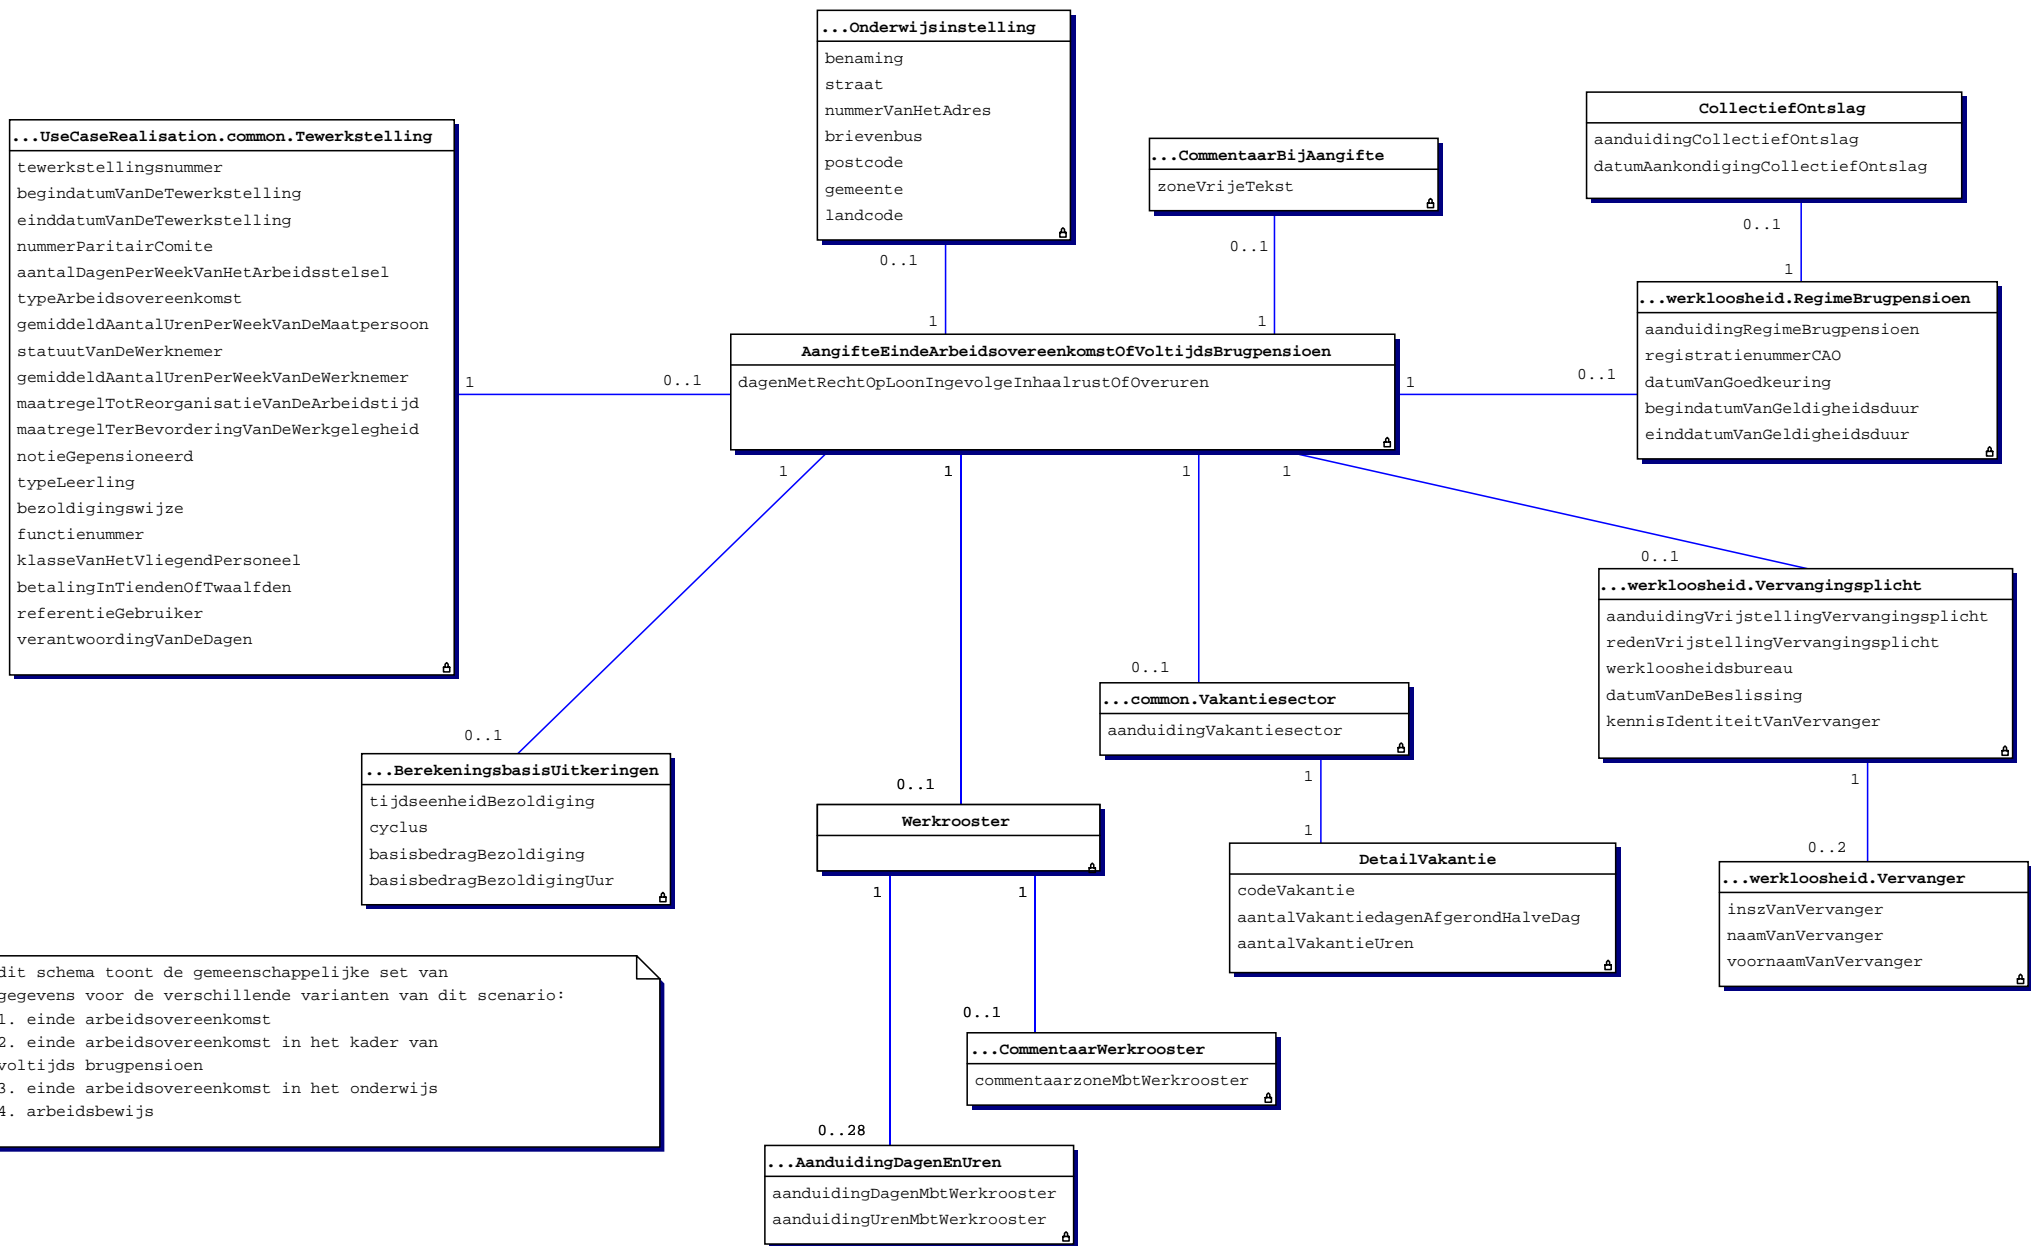 ...Onderwijsinstelling
benaming
straat
nummerVanHetAdres
brievenbus
postcode
gemeente
landcode
0..1
1
...CommentaarBijAangifte
zoneVrijeTekst
0..1
1
CollectiefOntslag
aanduidingCollectiefOntslag
datumAankondigingCollectiefOntslag
0..1
1
...UseCaseRealisation.common.Tewerkstelling
tewerkstellingsnummer
begindatumVanDeTewerkstelling
einddatumVanDeTewerkstelling
nummerParitairComite
aantalDagenPerWeekVanHetArbeidsstelsel
typeArbeidsovereenkomst
gemiddeldAantalUrenPerWeekVanDeMaatpersoon
statuutVanDeWerknemer
gemiddeldAantalUrenPerWeekVanDeWerknemer
maatregelTotReorganisatieVanDeArbeidstijd
maatregelTerBevorderingVanDeWerkgelegheid
notieGepensioneerd
typeLeerling
bezoldigingswijze
functienummer
klasseVanHetVliegendPersoneel
betalingInTiendenOfTwaalfden
referentieGebruiker
verantwoordingVanDeDagen
1
0..1
AangifteEindeArbeidsovereenkomstOfVoltijdsBrugpensioen
dagenMetRechtOpLoonIngevolgeInhaalrustOfOveruren
1
0..1
...werkloosheid.RegimeBrugpensioen
aanduidingRegimeBrugpensioen
registratienummerCAO
datumVanGoedkeuring
begindatumVanGeldigheidsduur
einddatumVanGeldigheidsduur
1
1
1
1
0..1
...werkloosheid.Vervangingsplicht
aanduidingVrijstellingVervangingsplicht
redenVrijstellingVervangingsplicht
werkloosheidsbureau
datumVanDeBeslissing
kennisIdentiteitVanVervanger
0..1
...common.Vakantiesector
aanduidingVakantiesector
0..1
...BerekeningsbasisUitkeringen
tijdseenheidBezoldiging
cyclus
basisbedragBezoldiging
basisbedragBezoldigingUur
0..1
Werkrooster
1
1
1
1
DetailVakantie
codeVakantie
aantalVakantiedagenAfgerondHalveDag
aantalVakantieUren
1
0..2
...werkloosheid.Vervanger
inszVanVervanger
naamVanVervanger
voornaamVanVervanger
dit schema toont de gemeenschappelijke set van
gegevens voor de verschillende varianten van dit scenario:
1. einde arbeidsovereenkomst
2. einde arbeidsovereenkomst in het kader van
voltijds brugpensioen
3. einde arbeidsovereenkomst in het onderwijs
4. arbeidsbewijs
0..1
...CommentaarWerkrooster
commentaarzoneMbtWerkrooster
0..28
...AanduidingDagenEnUren
aanduidingDagenMbtWerkrooster
aanduidingUrenMbtWerkrooster